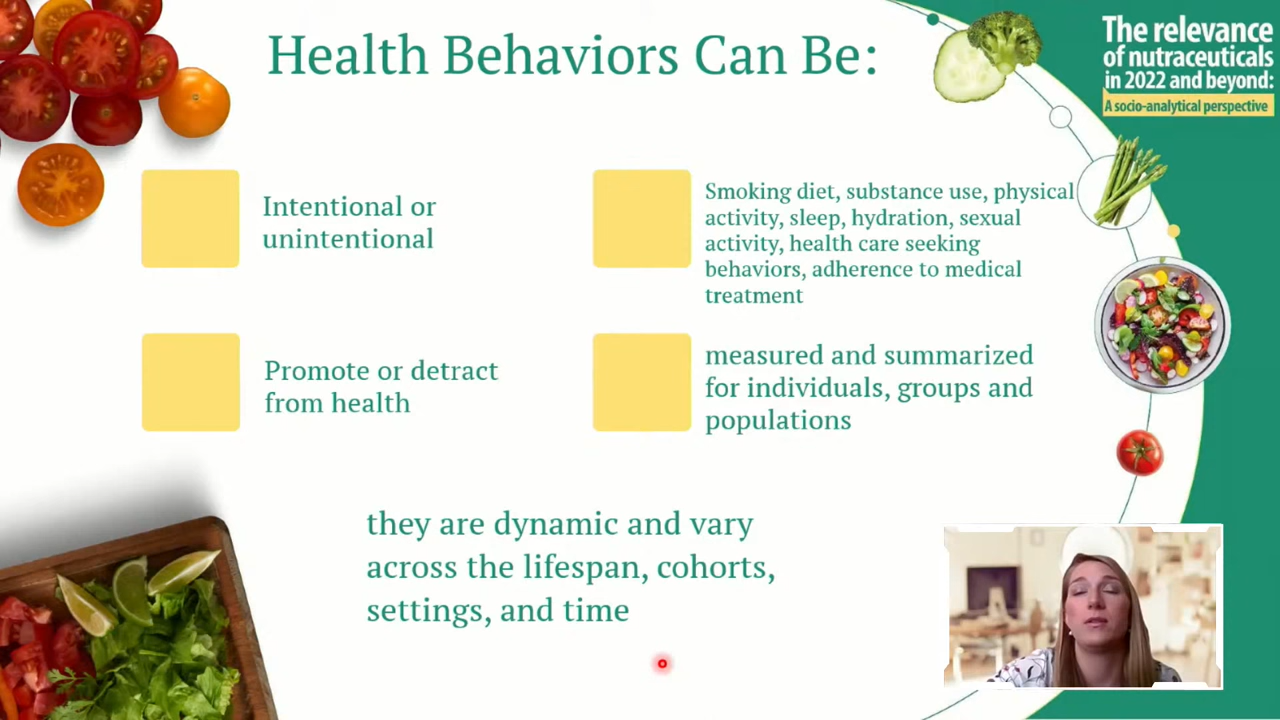 Health Behaviors Can Be:
The relevance
of nutraceuticals
in 2022 and beyond:
A socio-analytical perspective
Intentional or
unintentional
Smoking diet, substance use, physical
activity, sleep, hydration, sexual
activity, health care seeking
behaviors, adherence to medical
treatment
Promote or detract
from health
measured and summarized
for individuals, groups and
populations
they are dynamic and vary
across the lifespan, cohorts,
settings, and time